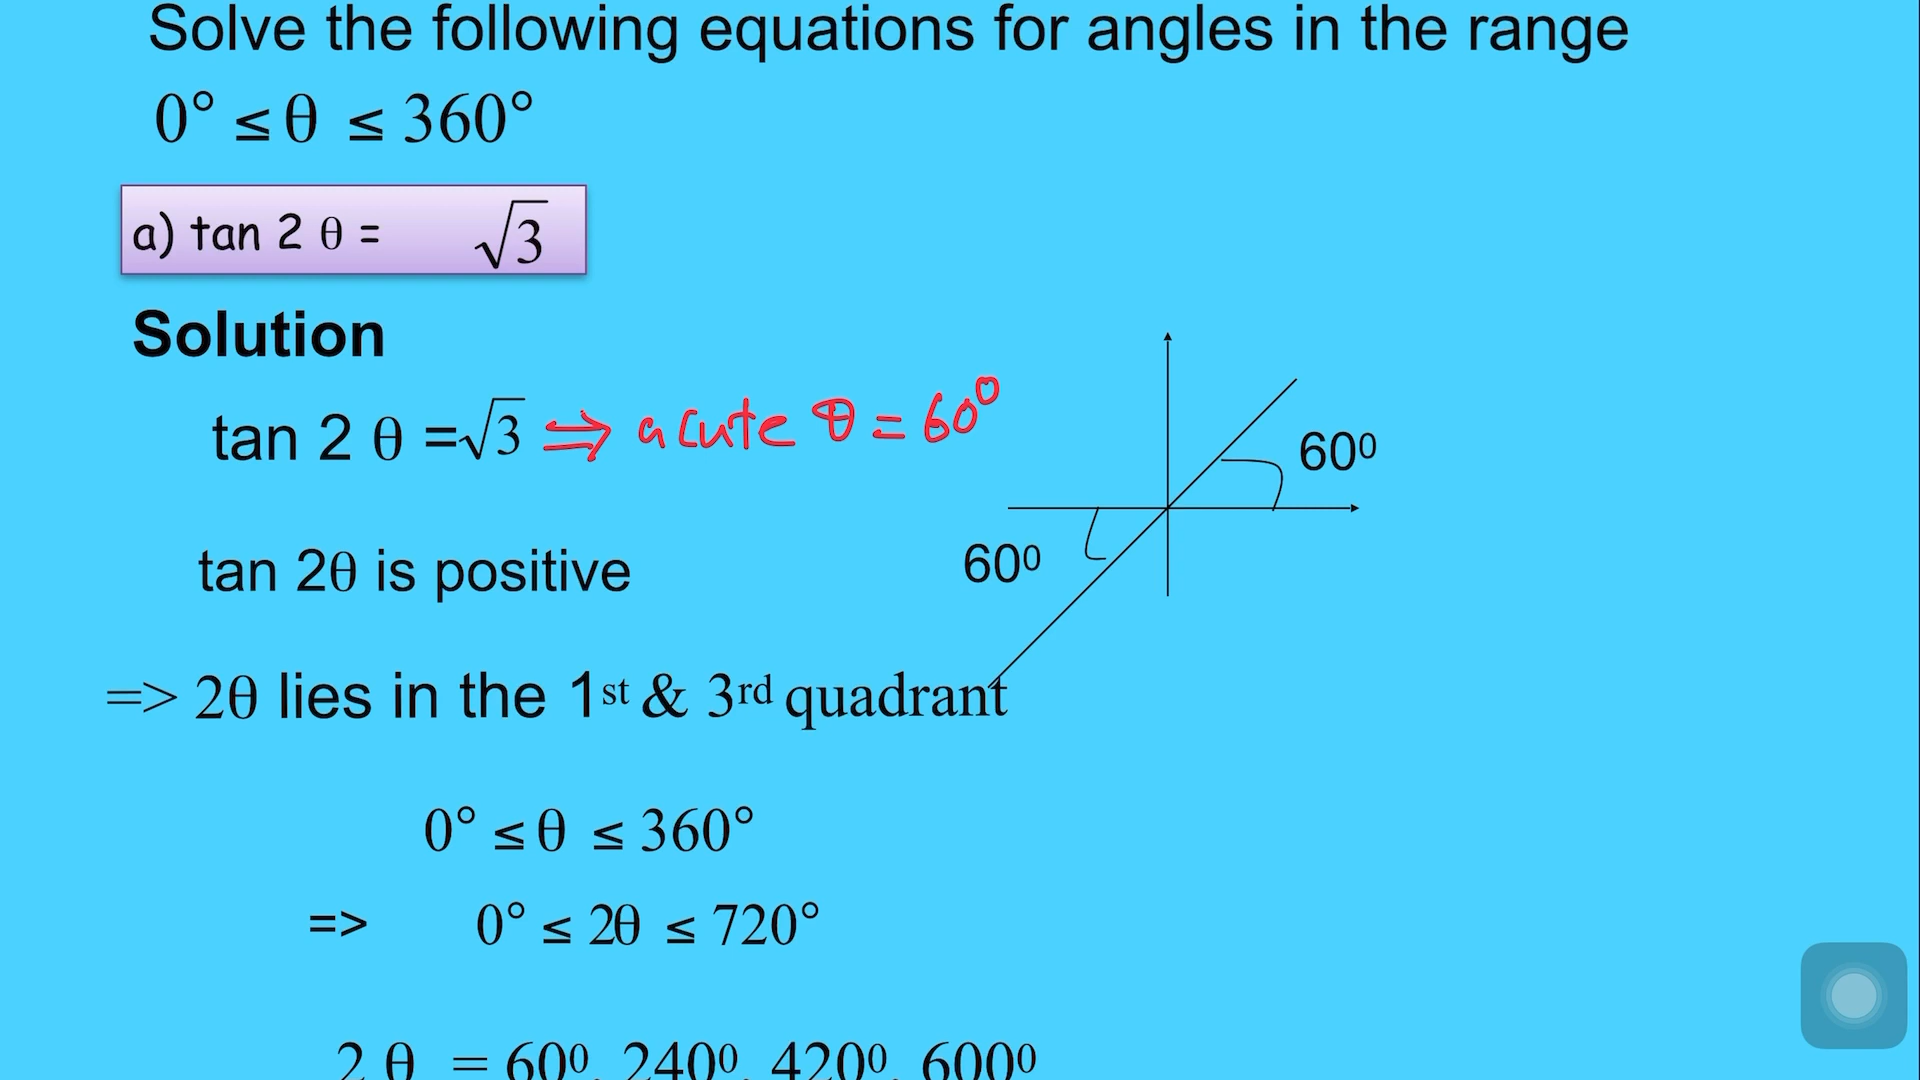 Solve the following equations for angles in the range
0° ≤ θ ≤ 360°
a) tan 2 θ = √3
Solution
tan 2 θ =√3 ⇒ acute θ = 60⁰
60⁰
60⁰
tan 2θ is positive
=> 2θ lies in the 1st & 3rd quadrant
0° ≤ θ ≤ 360°
=> 0° ≤ 2θ ≤ 720°
2 θ = 60⁰, 240⁰, 420⁰, 600⁰